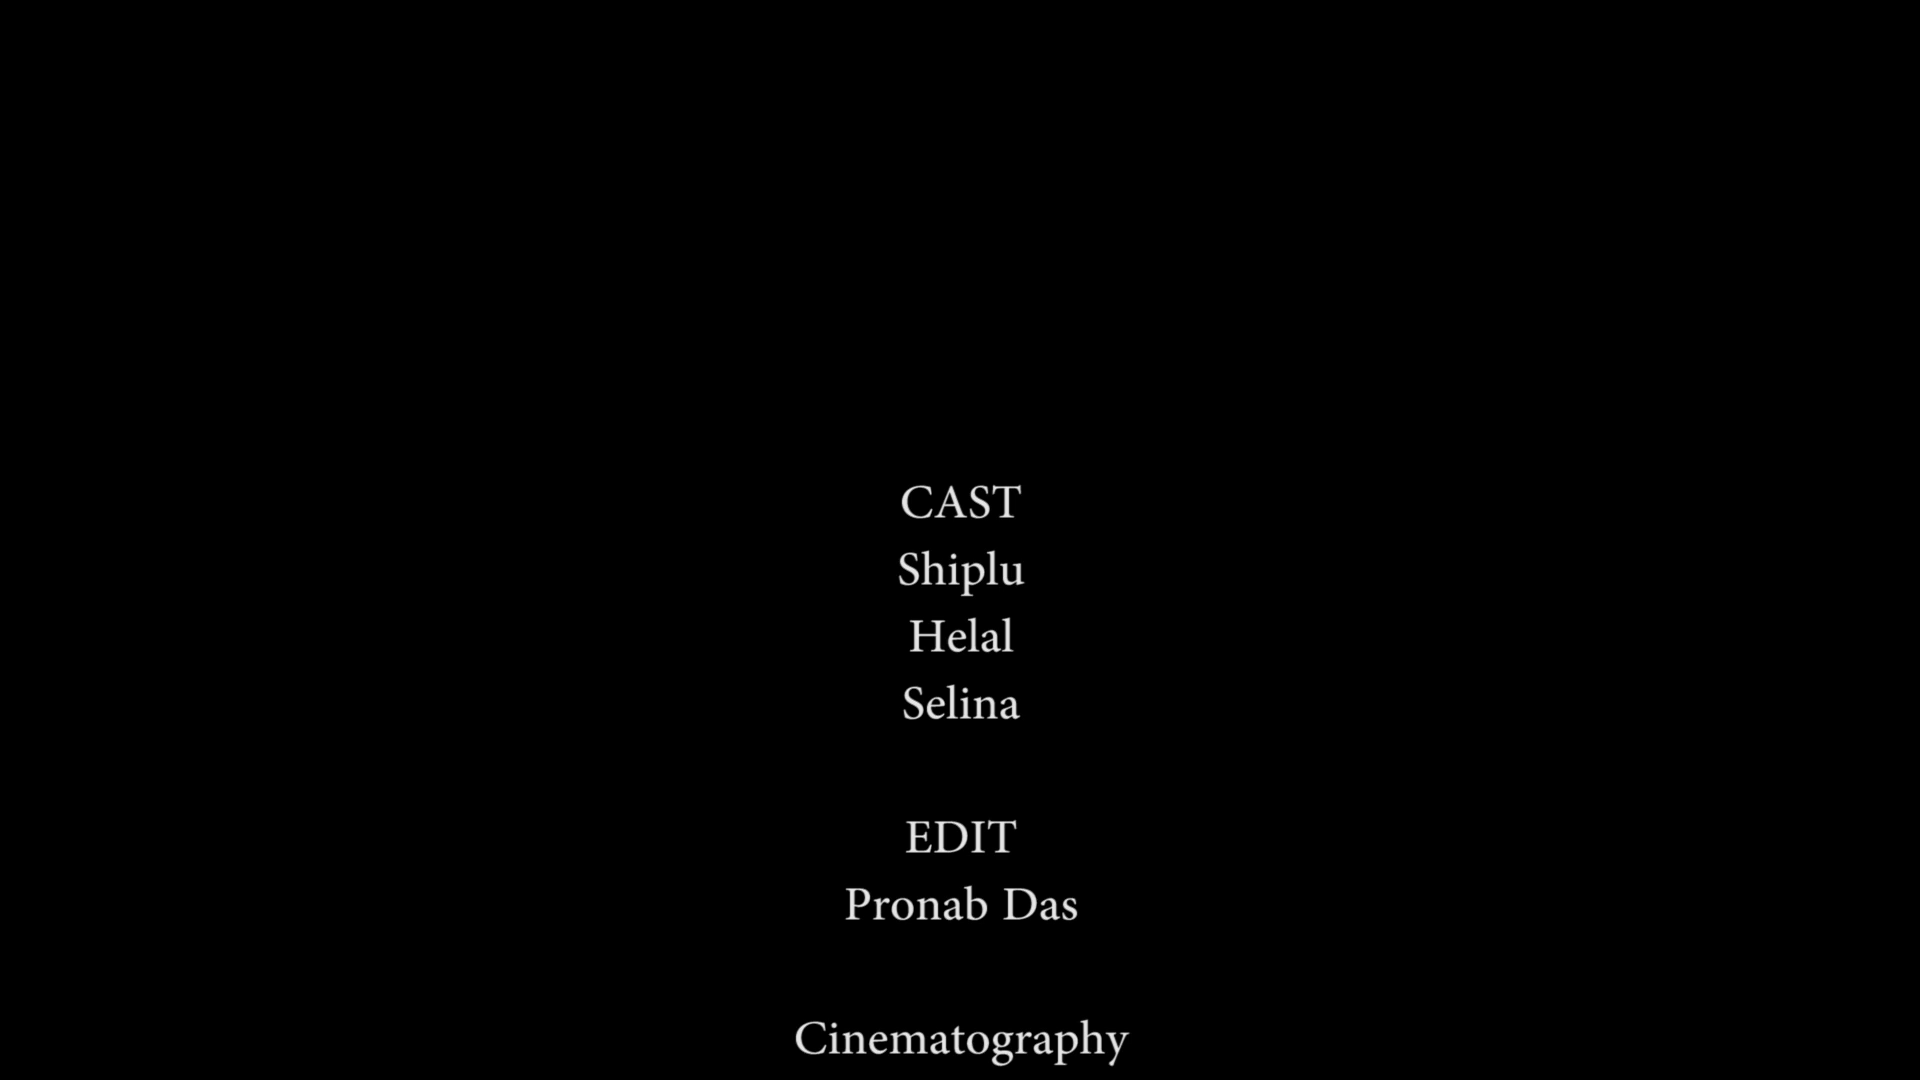 CAST
Shiplu
Helal
Selina
EDIT
Pronab Das
Cinematography